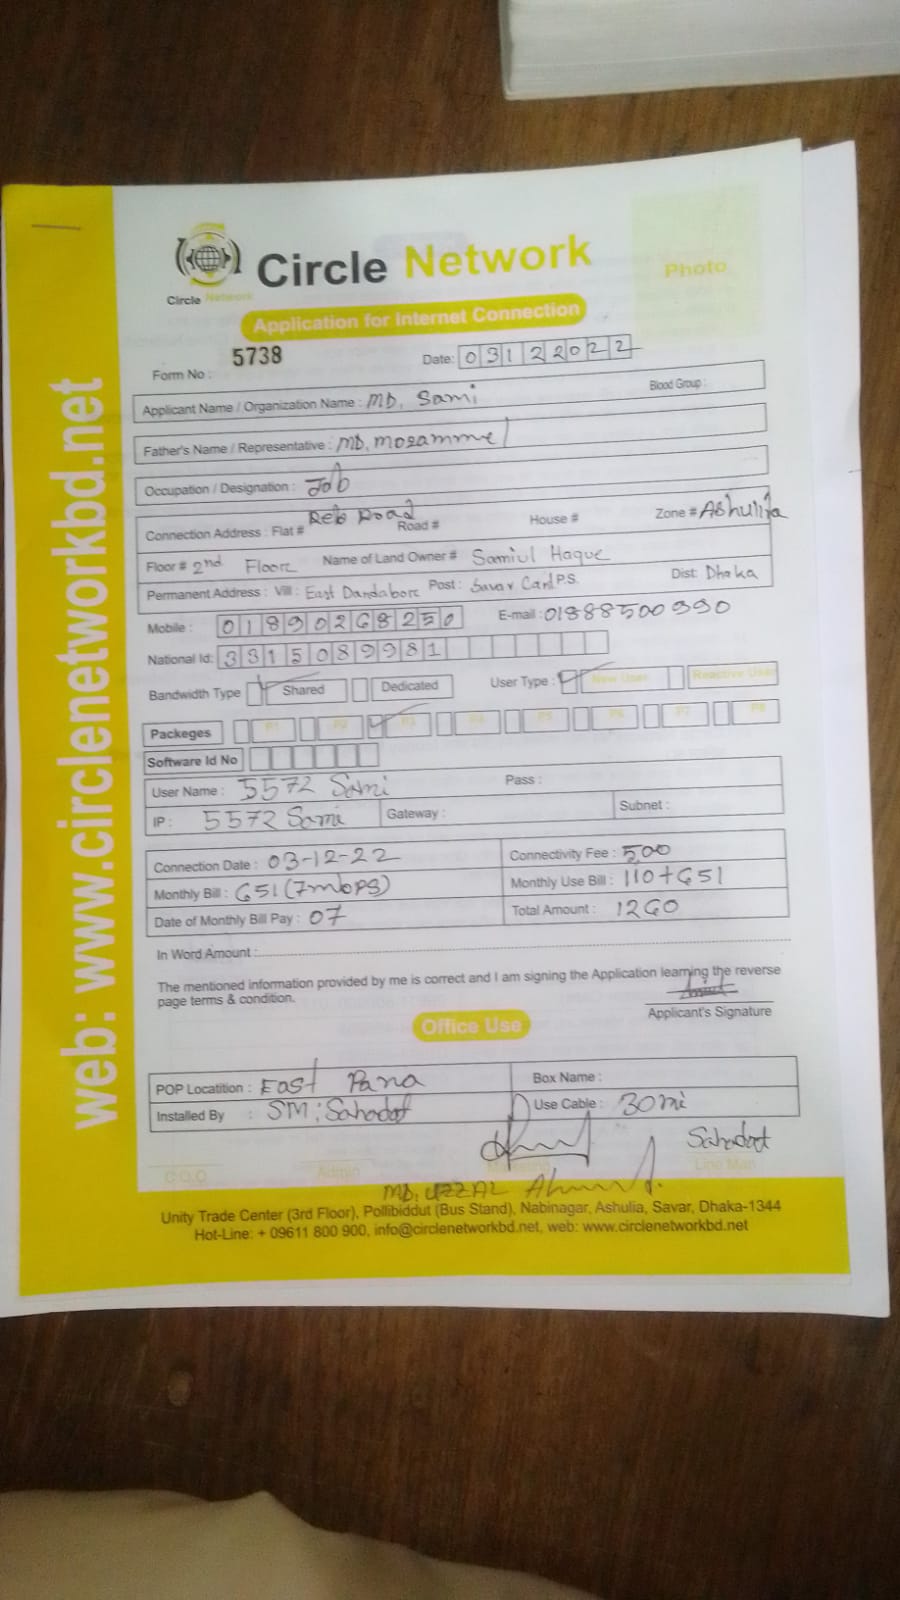 web: www.circlenetworkbd.net
Circle Network
Circle Network
Photo
Application for Internet Connection
Form No : 5738 Date: 03122022
Applicant Name / Organization Name : MD. Sami Blood Group :
Father's Name / Representative : MD. Mozammel
Occupation / Designation : Job
Connection Address : Flat # Reb Road Road # House # Zone # Ashulia
Floor # 2nd Floor Name of Land Owner # Samiul Haque
Permanent Address : Vill : East Dandabore Post : Savar Cant P.S. Dist: Dhaka
Mobile : 01890268250 E-mail : 01888500990
National Id: 3315089981
Bandwidth Type Shared Dedicated User Type : New User Reactive User
Packeges P1 P2 P3 P4 P5 P6 P7 P8
Software Id No
User Name : 5572 Sami Pass :
IP : 5572 Sami Gateway : Subnet :
Connection Date : 03-12-22 Connectivity Fee : 500
Monthly Bill : 651 (7mbps) Monthly Use Bill : 110+651
Date of Monthly Bill Pay : 07 Total Amount : 1260
In Word Amount :
The mentioned information provided by me is correct and I am signing the Application learning the reverse
page terms & condition.
Applicant's Signature
Office Use
POP Locatition : East Para Box Name :
Installed By : SM: Sahadat Use Cable : 30 mi
Sahadat
C.O.O Admin Marketing Line Man
MD. UZZAL Ahmed.
Unity Trade Center (3rd Floor), Pollibiddut (Bus Stand), Nabinagar, Ashulia, Savar, Dhaka-1344
Hot-Line: + 09611 800 900, info@circlenetworkbd.net, web: www.circlenetworkbd.net